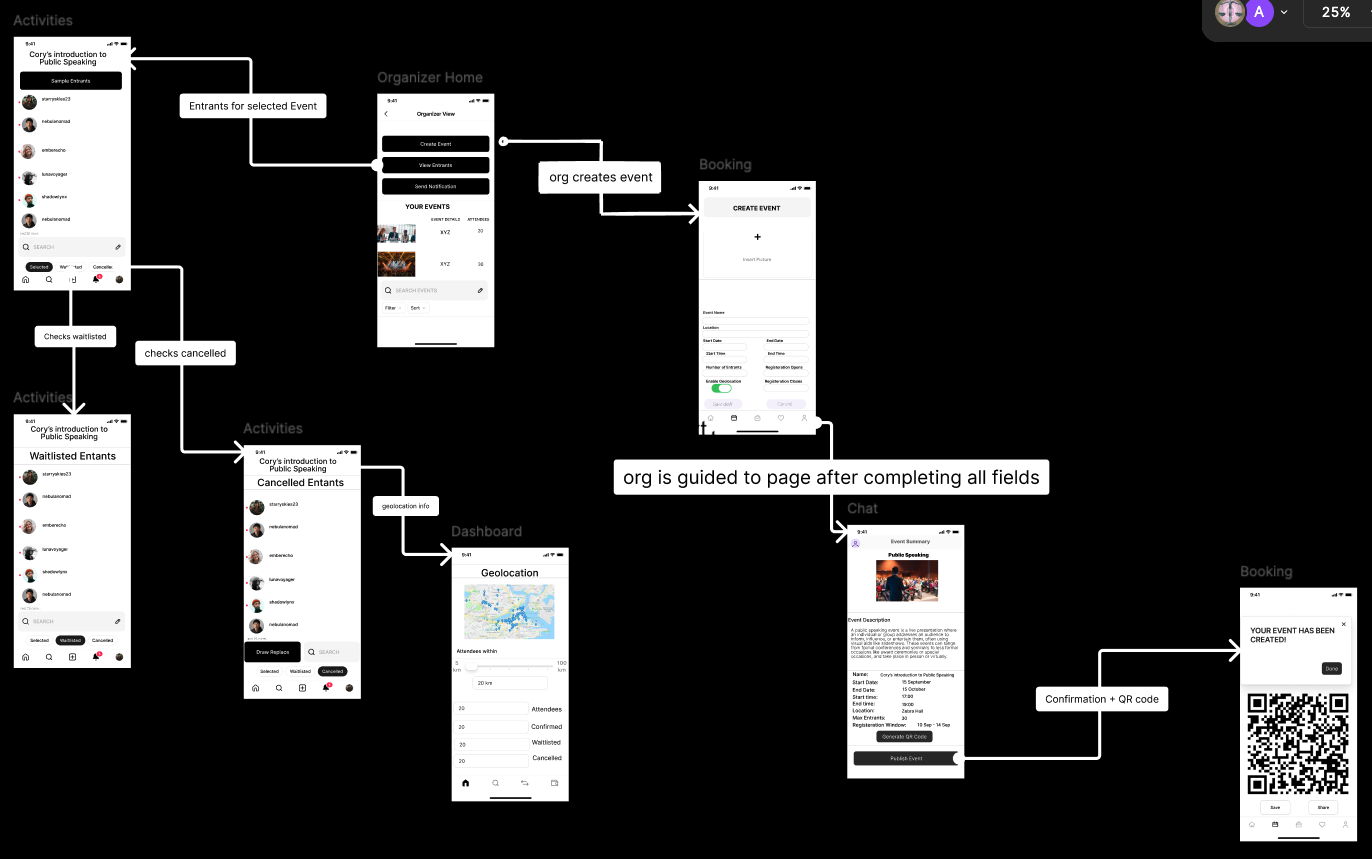 A
25%
Activities
9:41
Cory's introduction to
Public Speaking
Sample Entrants
starryskies23
nebulanomad
emberecho
lunavoyager
shadowlynx
nebulanomad
SEARCH
Selected
Cancelled
Entrants for selected Event
Organizer Home
9:41
Organizer View
Create Event
View Entrants
Send Notification
YOUR EVENTS
EVENT DETAILS ATTENDEES
XYZ 30
XYZ 30
SEARCH EVENTS
Filter Sort
org creates event
Booking
9:41
CREATE EVENT
+
Event Picture
Event Name
Location
Start Date End Date
Start Time End Time
Number of Entrants Registeration Opens
Enable Geolocation Registeration Closes
Save draft Cancel
Checks waitlisted
checks cancelled
Activities
9:41
Cory's introduction to
Public Speaking
Waitlisted Entants
starryskies23
nebulanomad
emberecho
lunavoyager
shadowlynx
nebulanomad
SEARCH
Selected Waitlisted Cancelled
Activities
9:41
Cory's introduction to
Public Speaking
Cancelled Entants
starryskies23
nebulanomad
emberecho
lunavoyager
shadowlynx
nebulanomad
Draw Replace SEARCH
Selected Waitlisted Cancelled
geolocation info
Dashboard
9:41
Geolocation
Attendees within
5 km 100 km
20 km
20 Attendees
20 Confirmed
20 Waitlisted
20 Cancelled
org is guided to page after completing all fields
Chat
9:41
Event Summary
Public Speaking
Event Description
A public speaking event is a live presentation where
an individual or group addresses an audience to
inform, influence, or entertain them, often using
visual aids like slideshows. These events can range
from formal conferences and seminars to less formal
occasions like award ceremonies or special
occasions, and take place in person or virtually.
Name: Cory's introduction to Public Speaking
Start Date: 15 September
End Date: 15 October
Start time: 17:00
End time: 19:00
Location: Zebra Hall
Max Entrants: 30
Registeration Window: 10 Sep - 14 Sep
Generate QR Code
Publish Event
Confirmation + QR code
Booking
9:41
YOUR EVENT HAS BEEN
CREATED!
Done
Save Share